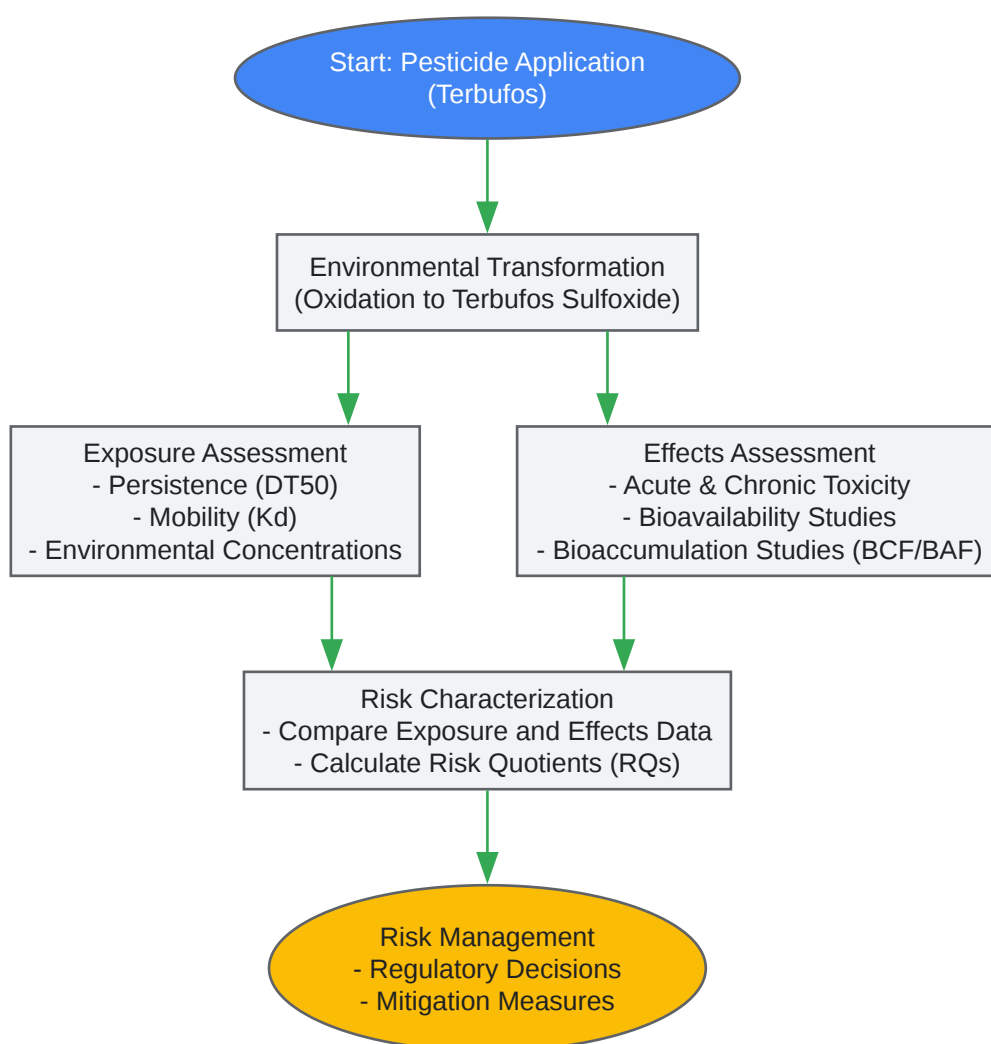 Start: Pesticide Application
(Terbufos)
Environmental Transformation
(Oxidation to Terbufos Sulfoxide)
Exposure Assessment
- Persistence (DT50)
- Mobility (Kd)
- Environmental Concentrations
Effects Assessment
- Acute & Chronic Toxicity
- Bioavailability Studies
- Bioaccumulation Studies (BCF/BAF)
Risk Characterization
- Compare Exposure and Effects Data
- Calculate Risk Quotients (RQs)
Risk Management
- Regulatory Decisions
- Mitigation Measures